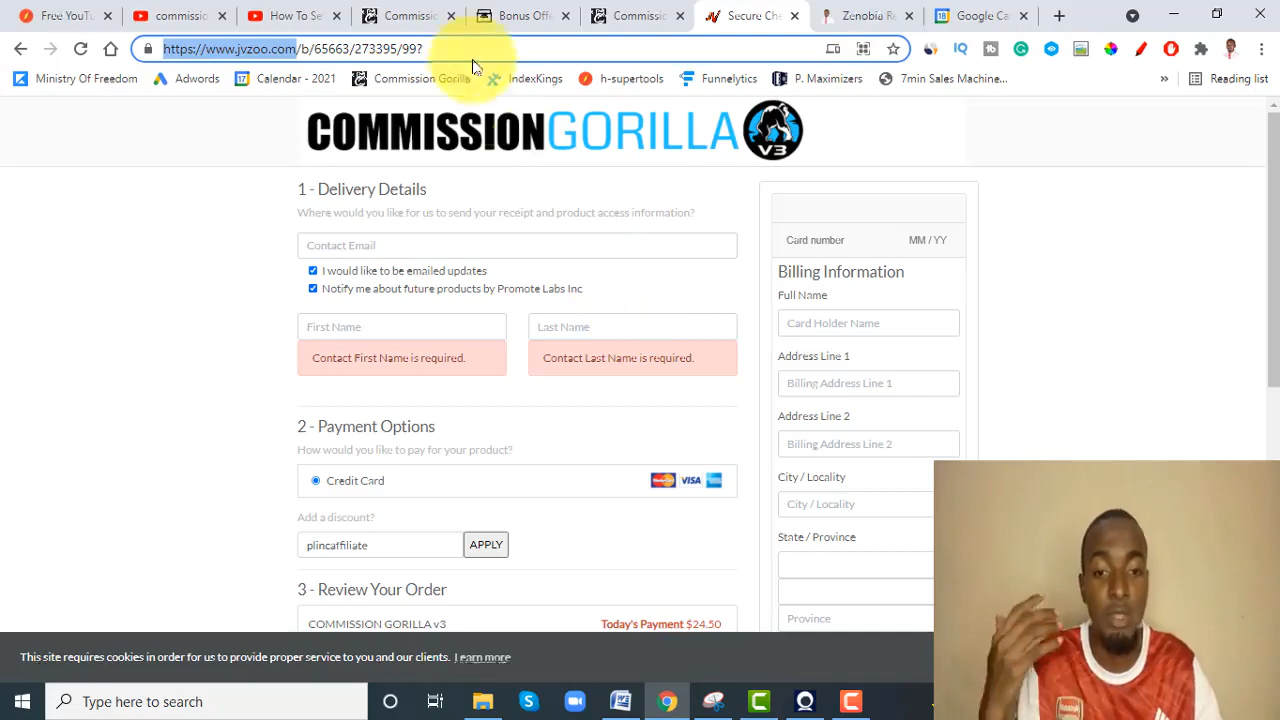 Free YouT
commissio
YouTube
Commissio
Bonus Offe
Commissio
Secure Che
Zenobia Re
Google Ca
https://www.jvzoo.com/b/65663/273335/99?
Ministry Of Freedom
Adwords
Calendar - 2021
Commission Gorilla
IndexKings
h-supertools
Funnelytics
P. Maximizers
7min Sales Machine...
Reading list
COMMISSIONGORILLA V3
1 - Delivery Details
Where would you like for us to send your receipt and product access information?
Contact Email
I would like to be emailed updates
Notify me about future products by Promote Labs Inc
First Name
Last Name
Contact First Name is required.
Contact Last Name is required.
2 - Payment Options
How would you like to pay for your product?
Credit Card
VISA
Add a discount?
plincaffiliate
APPLY
3 - Review Your Order
COMMISSION GORILLA v3
Today's Payment $24.50
Card number
MM / YY
Billing Information
Full Name
Card Holder Name
Address Line 1
Billing Address Line 1
Address Line 2
Billing Address Line 2
City / Locality
City / Locality
State / Province
Province
This site requires cookies in order for us to provide proper service to you and our clients. Learn more
Type here to search